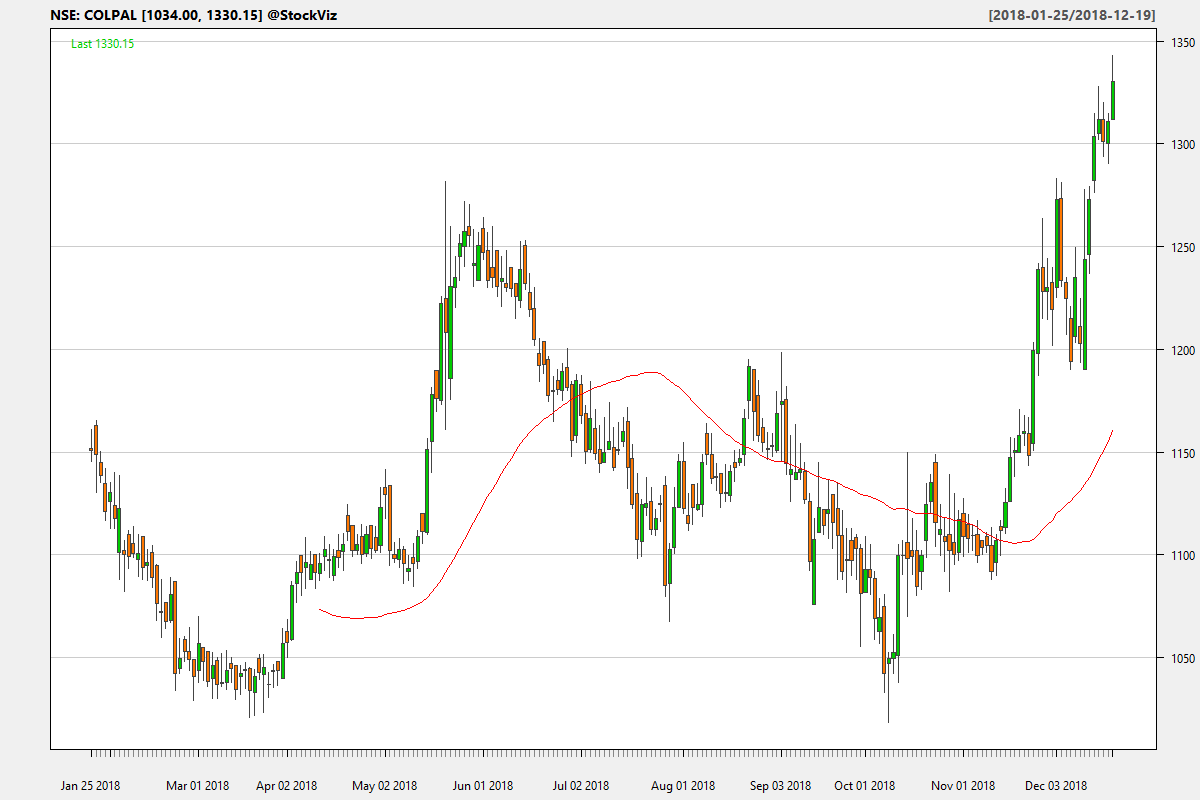 NSE: COLPAL [1034.00, 1330.15] @StockViz
[2018-01-25/2018-12-19]
Last 1330.15
1350
1300
1250
1200
1150
1100
1050
Jan 25 2018
Mar 01 2018
Apr 02 2018
May 02 2018
Jun 01 2018
Jul 02 2018
Aug 01 2018
Sep 03 2018
Oct 01 2018
Nov 01 2018
Dec 03 2018